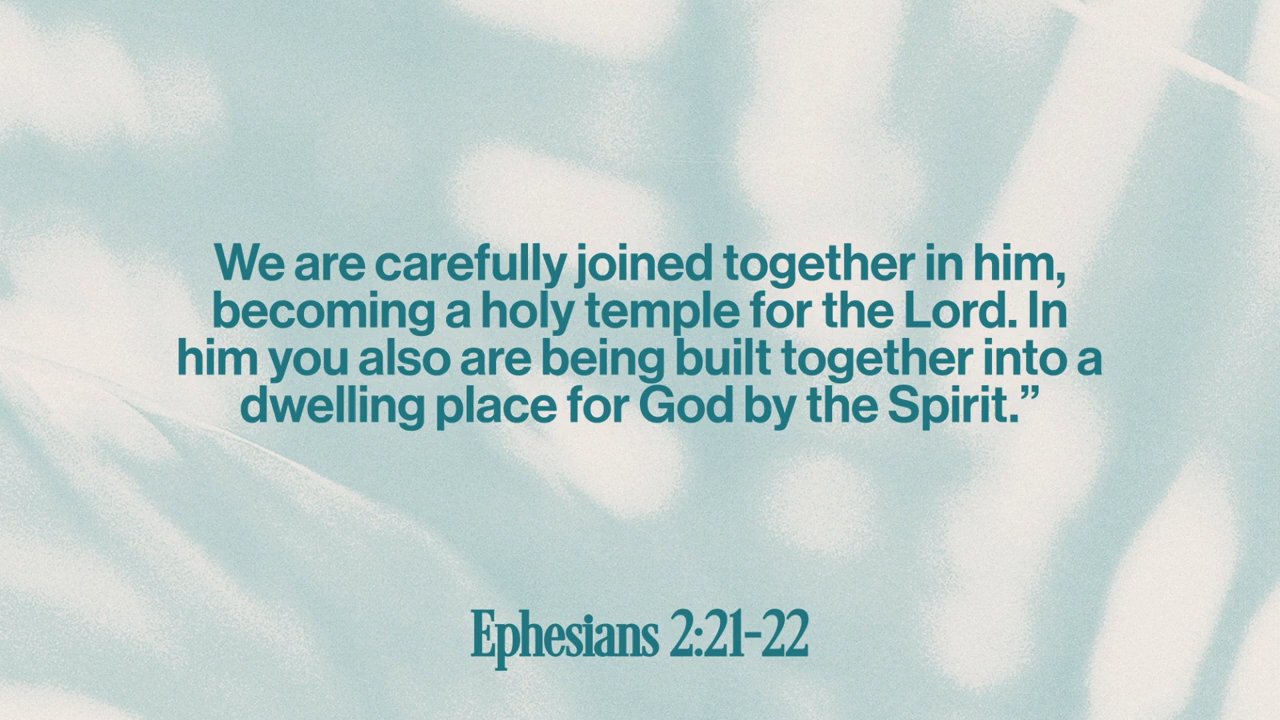 We are carefully joined together in him,
becoming a holy temple for the Lord. In
him you also are being built together into a
dwelling place for God by the Spirit.”
Ephesians 2:21-22